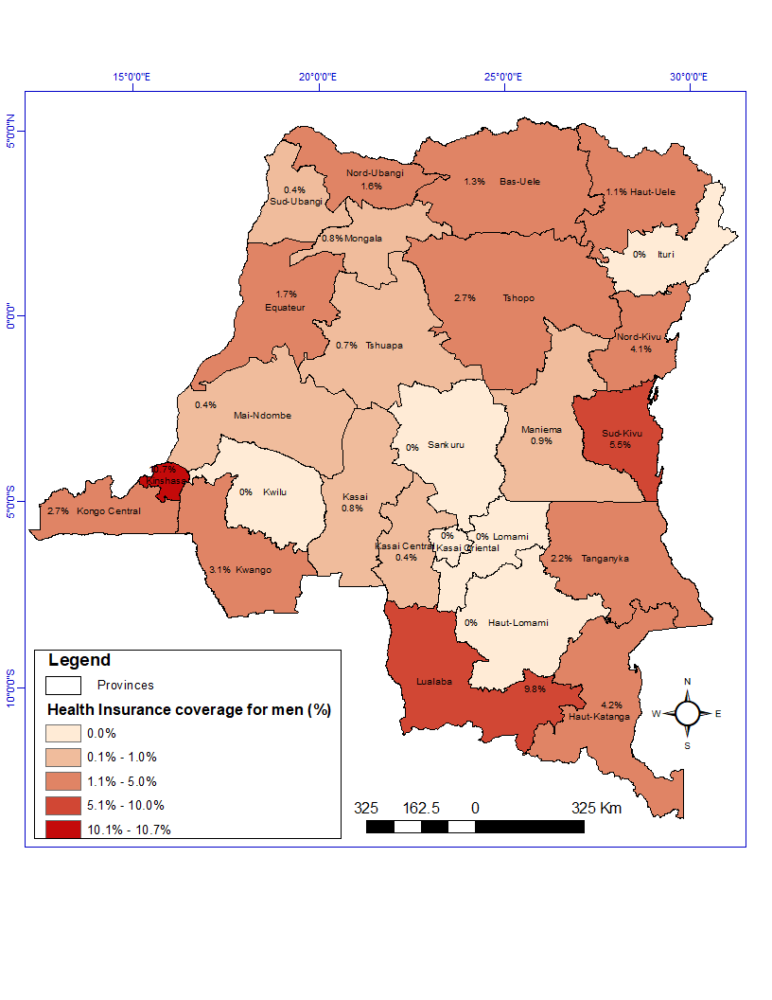 15°0'0"E 20°0'0"E 25°0'0"E 30°0'0"E
5°0'0"N
0°0'0"
5°0'0"S
10°0'0"S
Nord-Ubangi
1.6%
1.3% Bas-Uele
1.1% Haut-Uele
0.4%
Sud-Ubangi
0.8% Mongala
0% Ituri
1.7%
Equateur
2.7% Tshopo
0.7% Tshuapa
Nord-Kivu
4.1%
0.4%
Mai-Ndombe
0% Sankuru
Maniema
0.9%
Sud-Kivu
5.5%
Kinshasa
0% Kwilu
Kasai
0.8%
2.7% Kongo Central
Kasai Central
0.4%
0%
Kasai Oriental
0% Lomami
2.2% Tanganyka
3.1% Kwango
0% Haut-Lomami
Lualaba
9.8%
4.2%
Haut-Katanga
N
W E
S
Legend
Provinces
Health Insurance coverage for men (%)
0.0%
0.1% - 1.0%
1.1% - 5.0%
5.1% - 10.0%
10.1% - 10.7%
325 162.5 0 325 Km